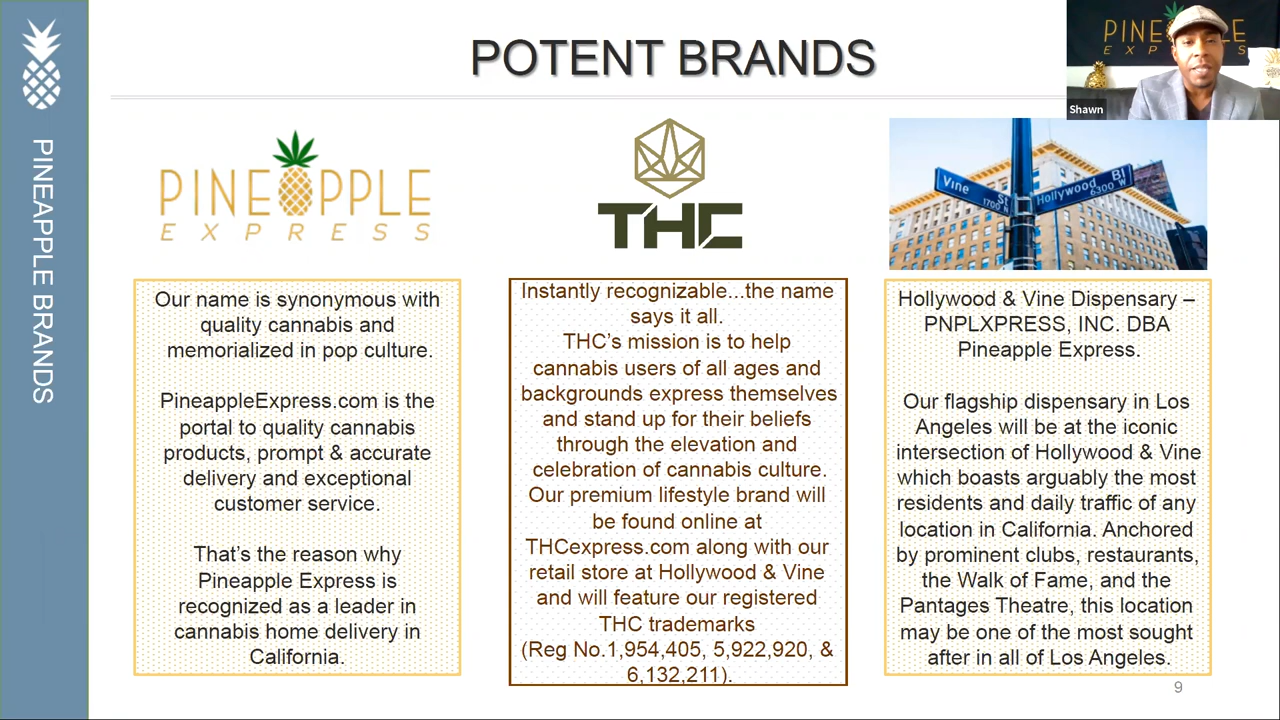 POTENT BRANDS
PINEAPPLE BRANDS
PINEAPPLE
EXPRESS
Shawn
PINEAPPLE
EXPRESS
THC
Vine St
1700 N
Hollywood Bl
6300 W
Our name is synonymous with
quality cannabis and
memorialized in pop culture.
PineappleExpress.com is the
portal to quality cannabis
products, prompt & accurate
delivery and exceptional
customer service.
That's the reason why
Pineapple Express is
recognized as a leader in
cannabis home delivery in
California.
Instantly recognizable...the name
says it all.
THC's mission is to help
cannabis users of all ages and
backgrounds express themselves
and stand up for their beliefs
through the elevation and
celebration of cannabis culture.
Our premium lifestyle brand will
be found online at
THCexpress.com along with our
retail store at Hollywood & Vine
and will feature our registered
THC trademarks
(Reg No.1,954,405, 5,922,920, &
6,132,211).
Hollywood & Vine Dispensary –
PNPLXPRESS, INC. DBA
Pineapple Express.
Our flagship dispensary in Los
Angeles will be at the iconic
intersection of Hollywood & Vine
which boasts arguably the most
residents and daily traffic of any
location in California. Anchored
by prominent clubs, restaurants,
the Walk of Fame, and the
Pantages Theatre, this location
may be one of the most sought
after in all of Los Angeles.
9